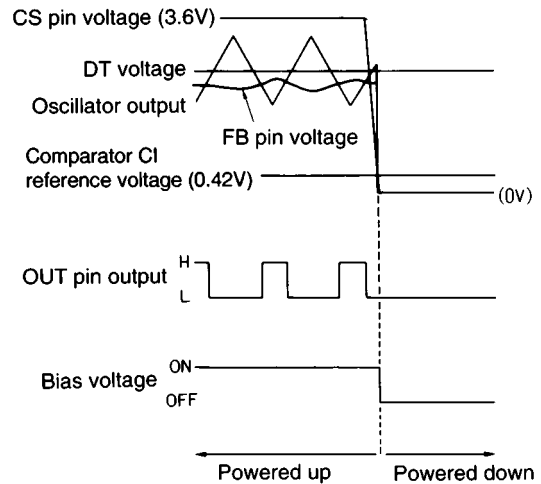 CS pin voltage (3.6V)
DT voltage
Oscillator output
FB pin voltage
Comparator CI
reference voltage (0.42V)
(0V)
H
OUT pin output
L
ON
Bias voltage
OFF
Powered up
Powered down